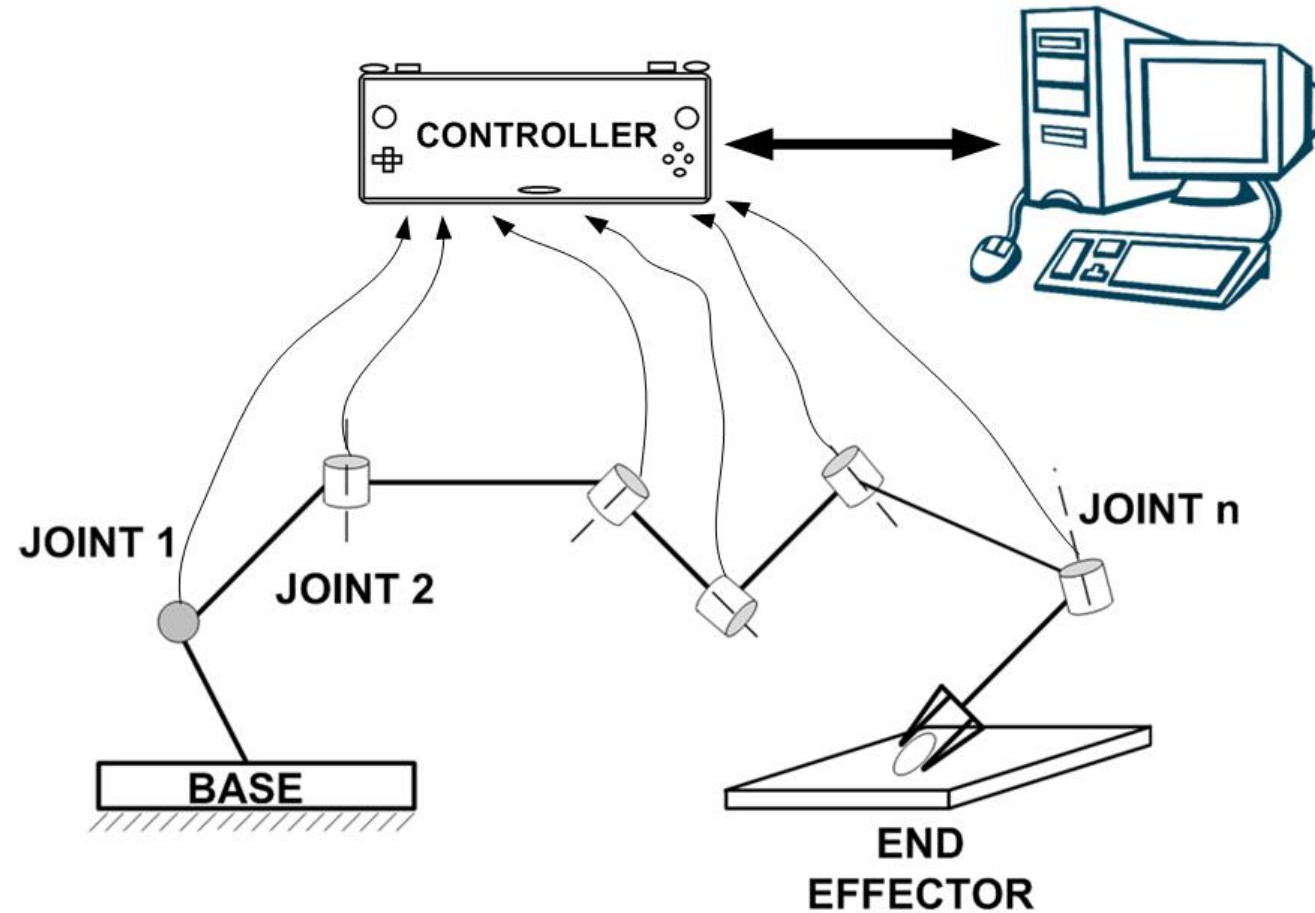 CONTROLLER
JOINT 1
JOINT 2
JOINT n
BASE
END
EFFECTOR